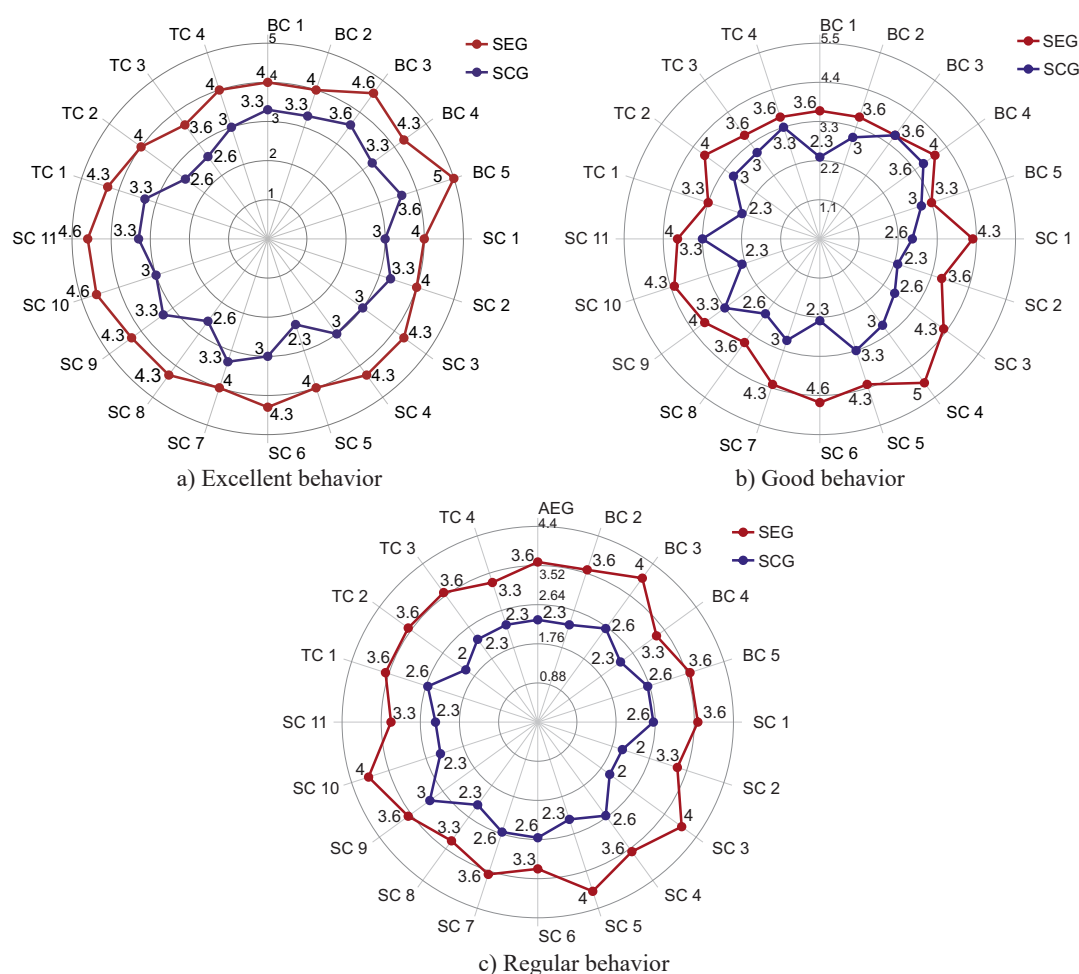 BC 1
TC 4
BC 2
TC 3
BC 3
TC 2
BC 4
TC 1
BC 5
SC 11
SC 1
SC 10
SC 2
SC 9
SC 3
SC 8
SC 4
SC 7
SC 5
SC 6
5
4
3
2
1
4
4
4.6
4.3
5
4
4
4.3
4.3
4
4.3
4
4.3
4.3
4.6
4.6
4.3
4
3.6
4
3.3
3.3
3.6
3.3
3.6
3
3.3
3
3
2.3
3
3.3
2.6
3.3
3
3.3
3.3
2.6
2.6
3.3
SEG
SCG
a) Excellent behavior
BC 1
TC 4
BC 2
TC 3
BC 3
TC 2
BC 4
TC 1
BC 5
SC 11
SC 1
SC 10
SC 2
SC 9
SC 3
SC 8
SC 4
SC 7
SC 5
SC 6
5.5
4.4
3.3
2.2
1.1
3.6
3.6
3.6
4
3.3
4.3
3.6
4.3
5
4.3
4.6
4.3
3.6
4
4.3
4
3.3
4
3.6
3.6
2.3
3
3.6
3
2.6
2.3
2.6
3
3.3
2.3
3
2.6
3.3
2.3
3.3
2.3
3
3
3.3
SEG
SCG
b) Good behavior
AEG
TC 4
BC 2
TC 3
BC 3
TC 2
BC 4
TC 1
BC 5
SC 11
SC 1
SC 10
SC 2
SC 9
SC 3
SC 8
SC 4
SC 7
SC 5
SC 6
4.4
3.52
2.64
1.76
0.88
3.6
3.6
4
3.3
3.6
3.6
3.3
4
3.6
4
3.3
3.6
3.3
3.6
4
3.3
3.6
3.6
3.6
3.3
2.3
2.3
2.6
2.3
2.6
2.6
2
2
2.6
2.3
2.6
2.6
2.3
3
2.3
2.3
2.6
2
2.3
2.3
SEG
SCG
c) Regular behavior